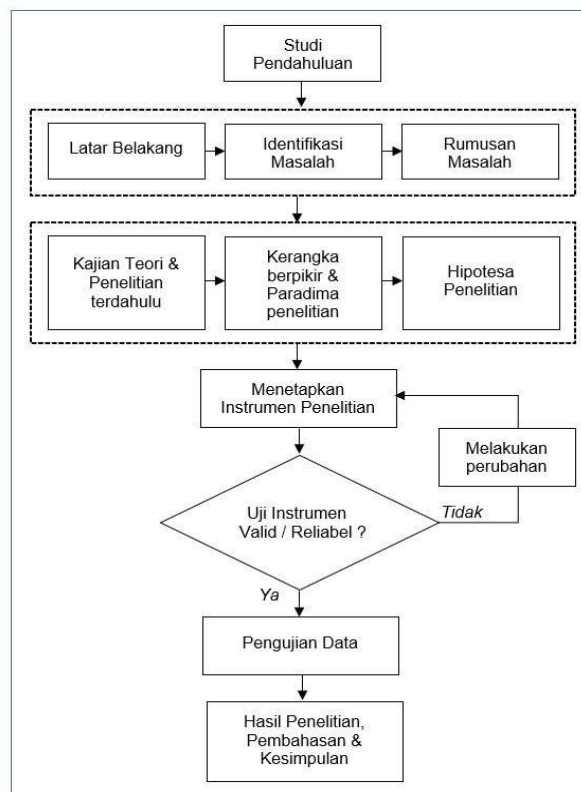 Studi
Pendahuluan
Latar Belakang
Identifikasi
Masalah
Rumusan
Masalah
Kajian Teori &
Penelitian
terdahulu
Kerangka
berpikir &
Paradima
penelitian
Hipotesa
Penelitian
Menetapkan
Instrumen Penelitian
Melakukan
perubahan
Uji Instrumen
Valid / Reliabel ?
Tidak
Ya
Pengujian Data
Hasil Penelitian,
Pembahasan &
Kesimpulan